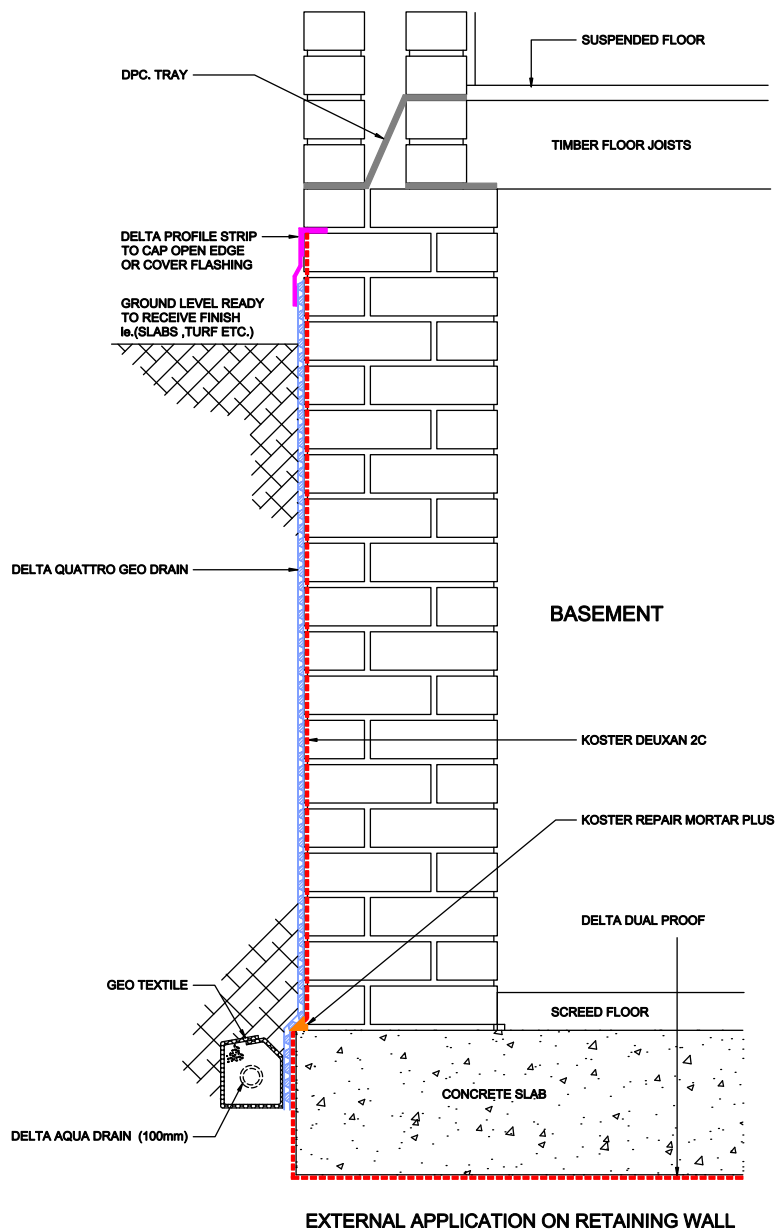 SUSPENDED FLOOR
DPC. TRAY
TIMBER FLOOR JOISTS
DELTA PROFILE STRIP
TO CAP OPEN EDGE
OR COVER FLASHING
GROUND LEVEL READY
TO RECEIVE FINISH
Ie.(SLABS ,TURF ETC.)
DELTA QUATTRO GEO DRAIN
BASEMENT
KOSTER DEUXAN 2C
KOSTER REPAIR MORTAR PLUS
DELTA DUAL PROOF
GEO TEXTILE
SCREED FLOOR
CONCRETE SLAB
DELTA AQUA DRAIN (100mm)
EXTERNAL APPLICATION ON RETAINING WALL